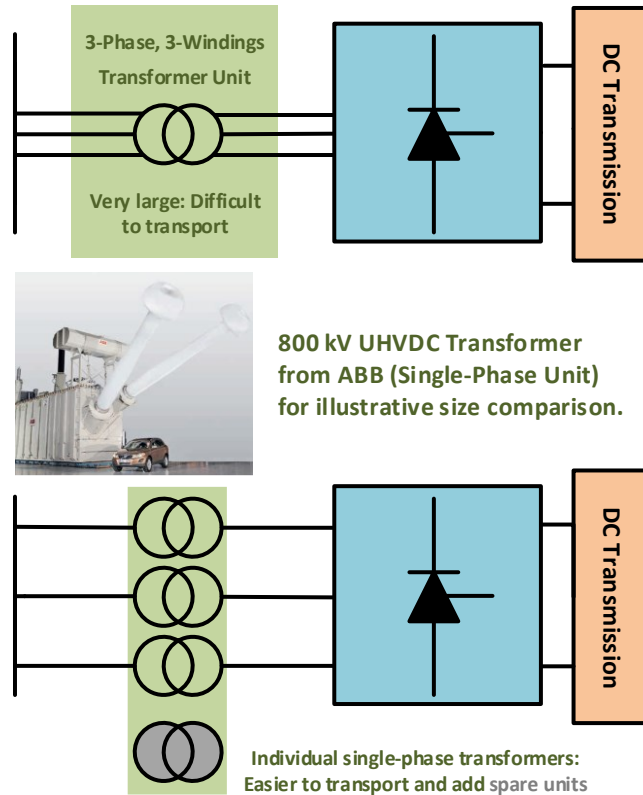 3-Phase, 3-Windings
Transformer Unit
Very large: Difficult
to transport
DC Transmission
800 kV UHVDC Transformer
from ABB (Single-Phase Unit)
for illustrative size comparison.
DC Transmission
Individual single-phase transformers:
Easier to transport and add spare units